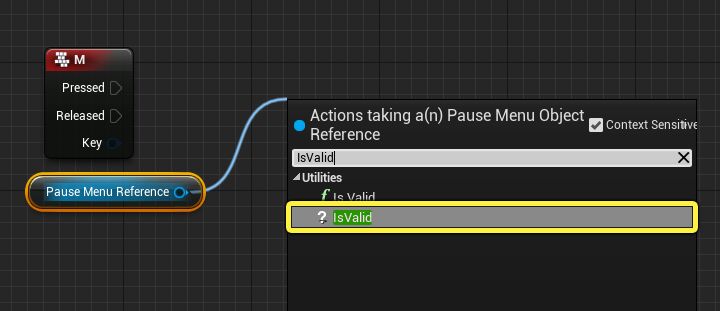 M
Pressed
Released
Key
Pause Menu Reference
Actions taking a(n) Pause Menu Object
Reference
Context Sensitive
IsValid
Utilities
f Is Valid
? IsValid